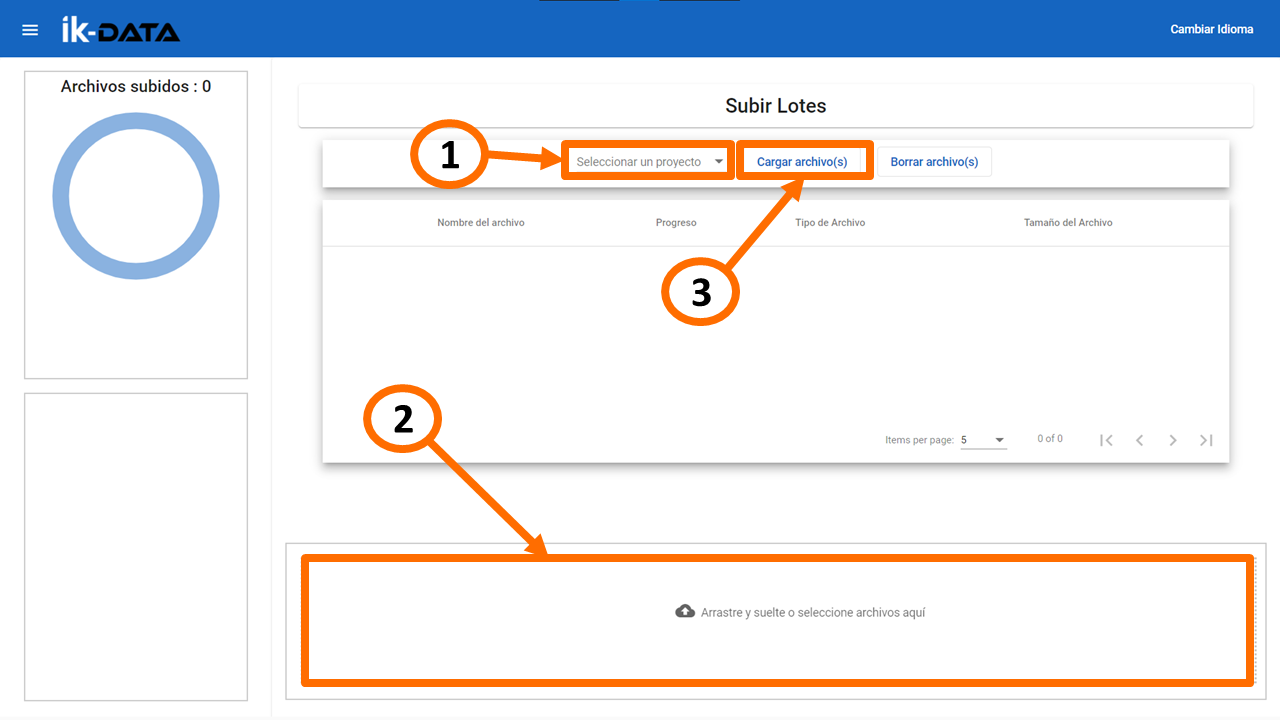 ik-DATA
Cambiar Idioma
Archivos subidos : 0
Subir Lotes
1
Seleccionar un proyecto
Cargar archivo(s)
Borrar archivo(s)
Nombre del archivo
Progreso
Tipo de Archivo
Tamaño del Archivo
3
2
Items per page:
5
0 of 0
Arrastre y suelte o seleccione archivos aquí